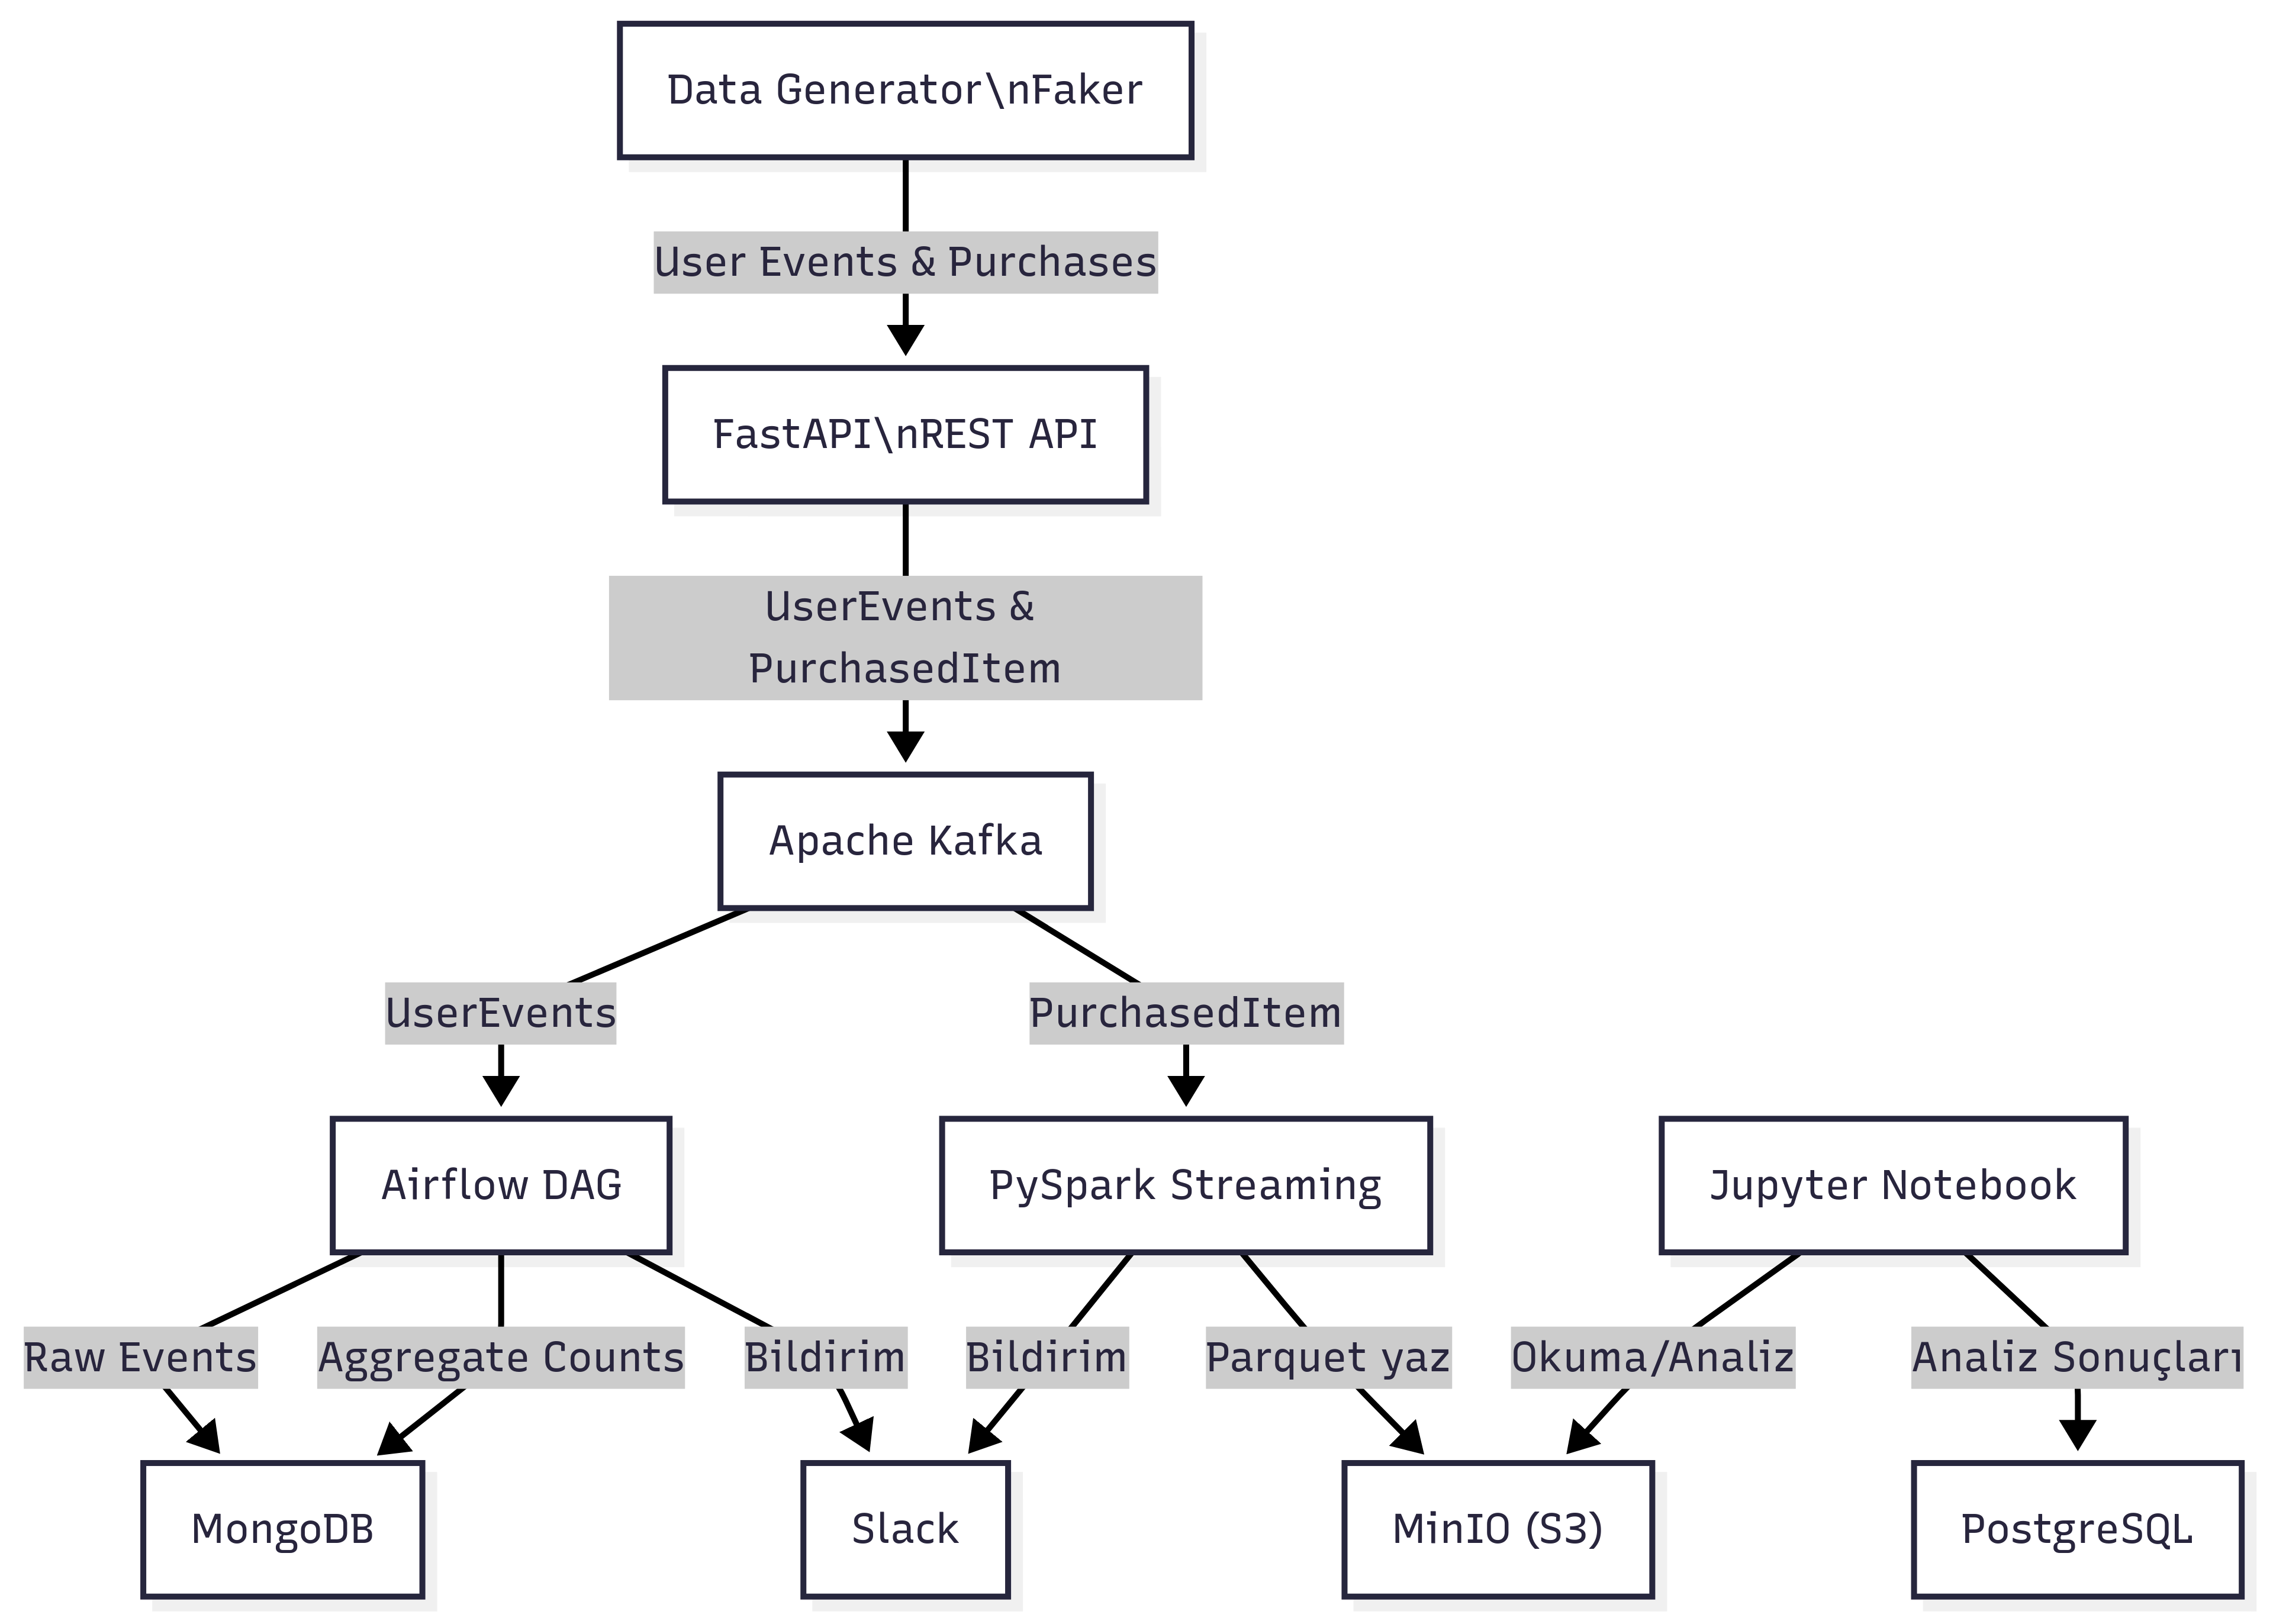 Data Generator\nFaker
User Events & Purchases
FastAPI\nREST API
UserEvents &
PurchasedItem
Apache Kafka
UserEvents
PurchasedItem
Airflow DAG
PySpark Streaming
Jupyter Notebook
Raw Events
Aggregate Counts
Bildirim
Bildirim
Parquet yaz
Okuma/Analiz
Analiz Sonuçları
MongoDB
Slack
MinIO (S3)
PostgreSQL